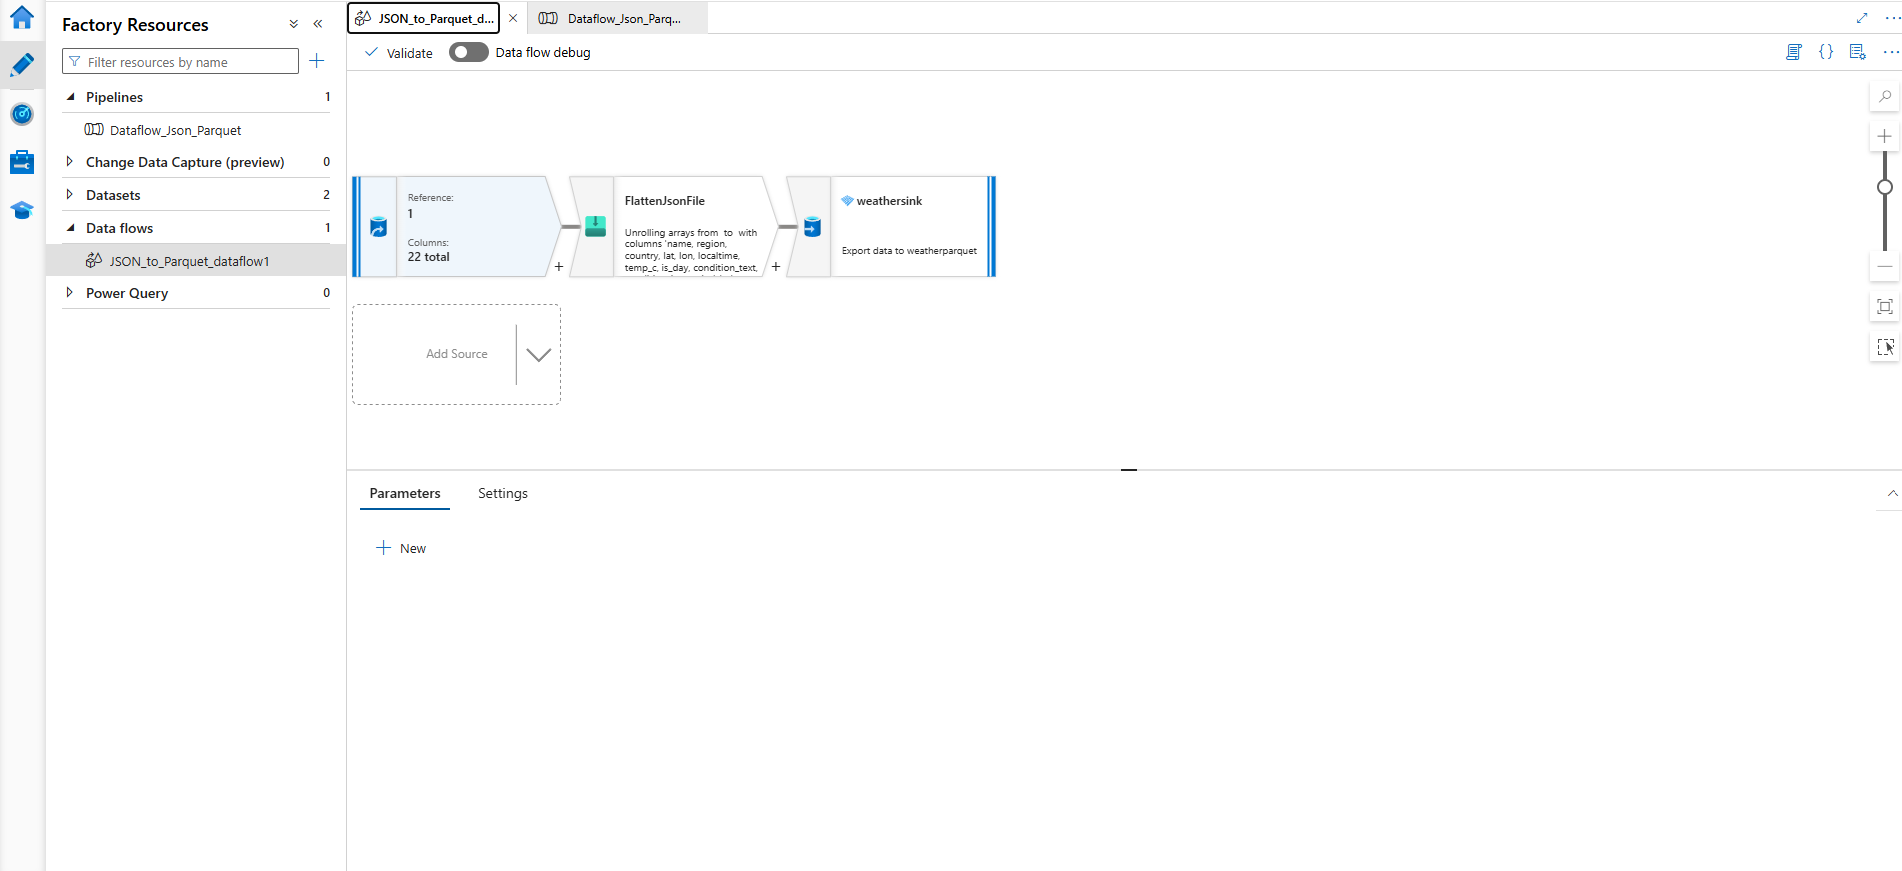 Factory Resources
Filter resources by name
Pipelines 1
Dataflow_Json_Parquet
Change Data Capture (preview) 0
Datasets 2
Data flows 1
JSON_to_Parquet_dataflow1
Power Query 0
JSON_to_Parquet_d...
Dataflow_Json_Parq...
Validate
Data flow debug
Reference:
1
Columns:
22 total
FlattenJsonFile
Unrolling arrays from to with
columns 'name, region,
country, lat, lon, localtime,
temp_c, is_day, condition_text,
weathersink
Export data to weatherparquet
Add Source
Parameters
Settings
New